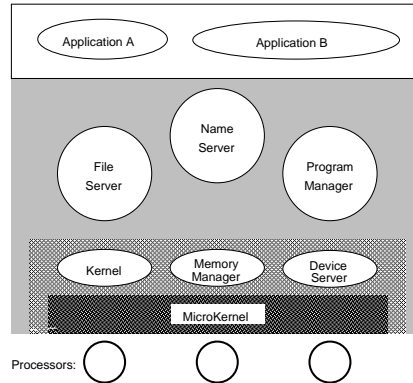 Application A
Application B
Name
Server
File
Server
Program
Manager
Kernel
Memory
Manager
Device
Server
MicroKernel
Processors: